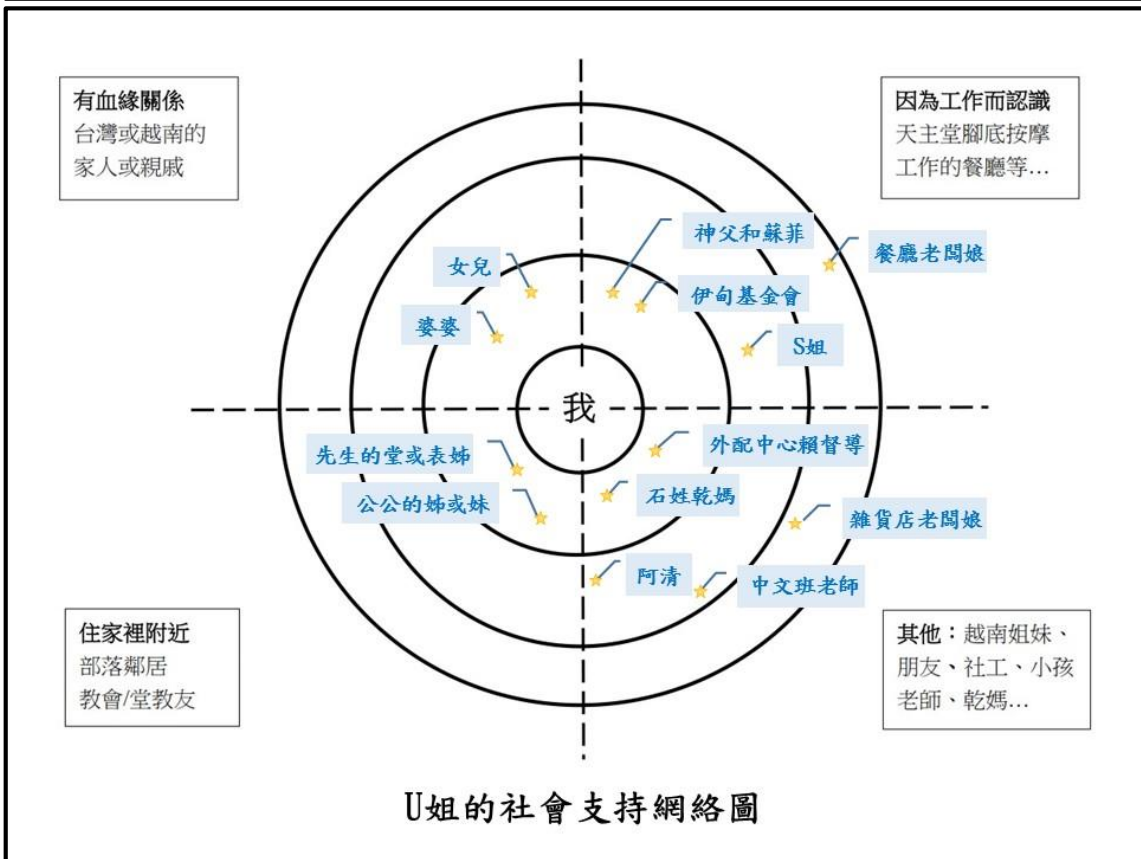 有血緣關係
台灣或越南的
家人或親戚
因為工作而認識
天主堂腳底按摩
工作的餐廳等…
神父和蘇菲
餐廳老闆娘
女兒
伊甸基金會
婆婆
S姐
我
先生的堂或表姊
外配中心賴督導
公公的姊或妹
石姓乾媽
雜貨店老闆娘
阿清
中文班老師
住家裡附近
部落鄰居
教會/堂教友
其他：越南姐妹、
朋友、社工、小孩
老師、乾媽…
U姐的社會支持網絡圖